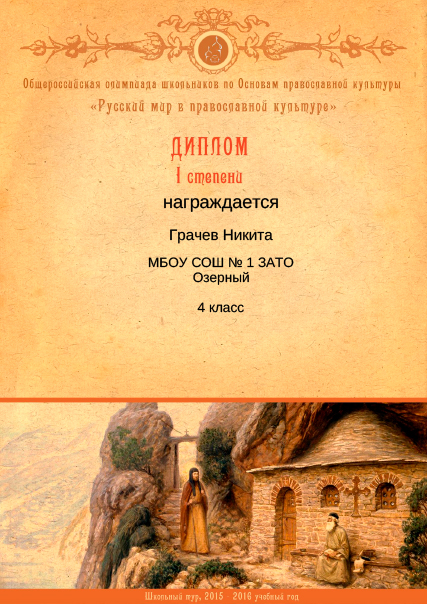 Общероссийская олимпиада школьников по Основам православной культуры
«Русский мир в православной культуре»
ДИПЛОМ
I степени
награждается
Грачев Никита
МБОУ СОШ № 1 ЗАТО
Озерный
4 класс
Школьный тур, 2015 - 2016 учебный год